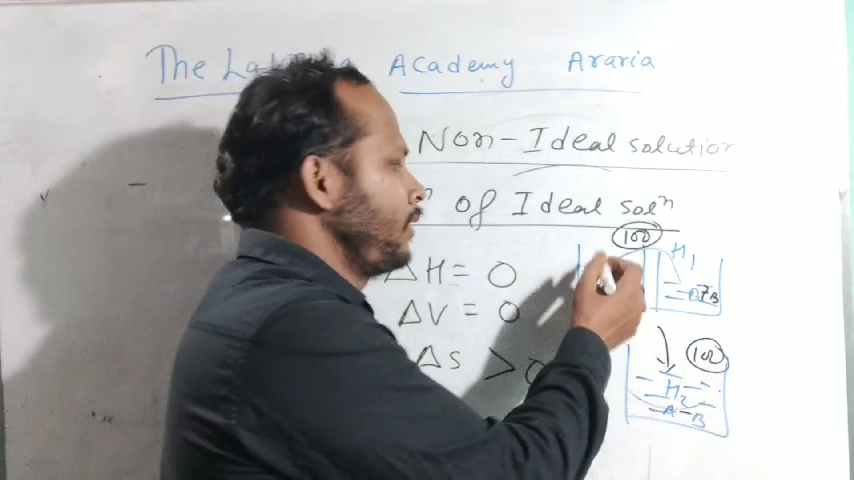 The Academy Araria
Non-Ideal solution
of Ideal solⁿ
100
H1
ΔH = 0
ΔV = 0
B
ΔS > 0
100
H2
A-B